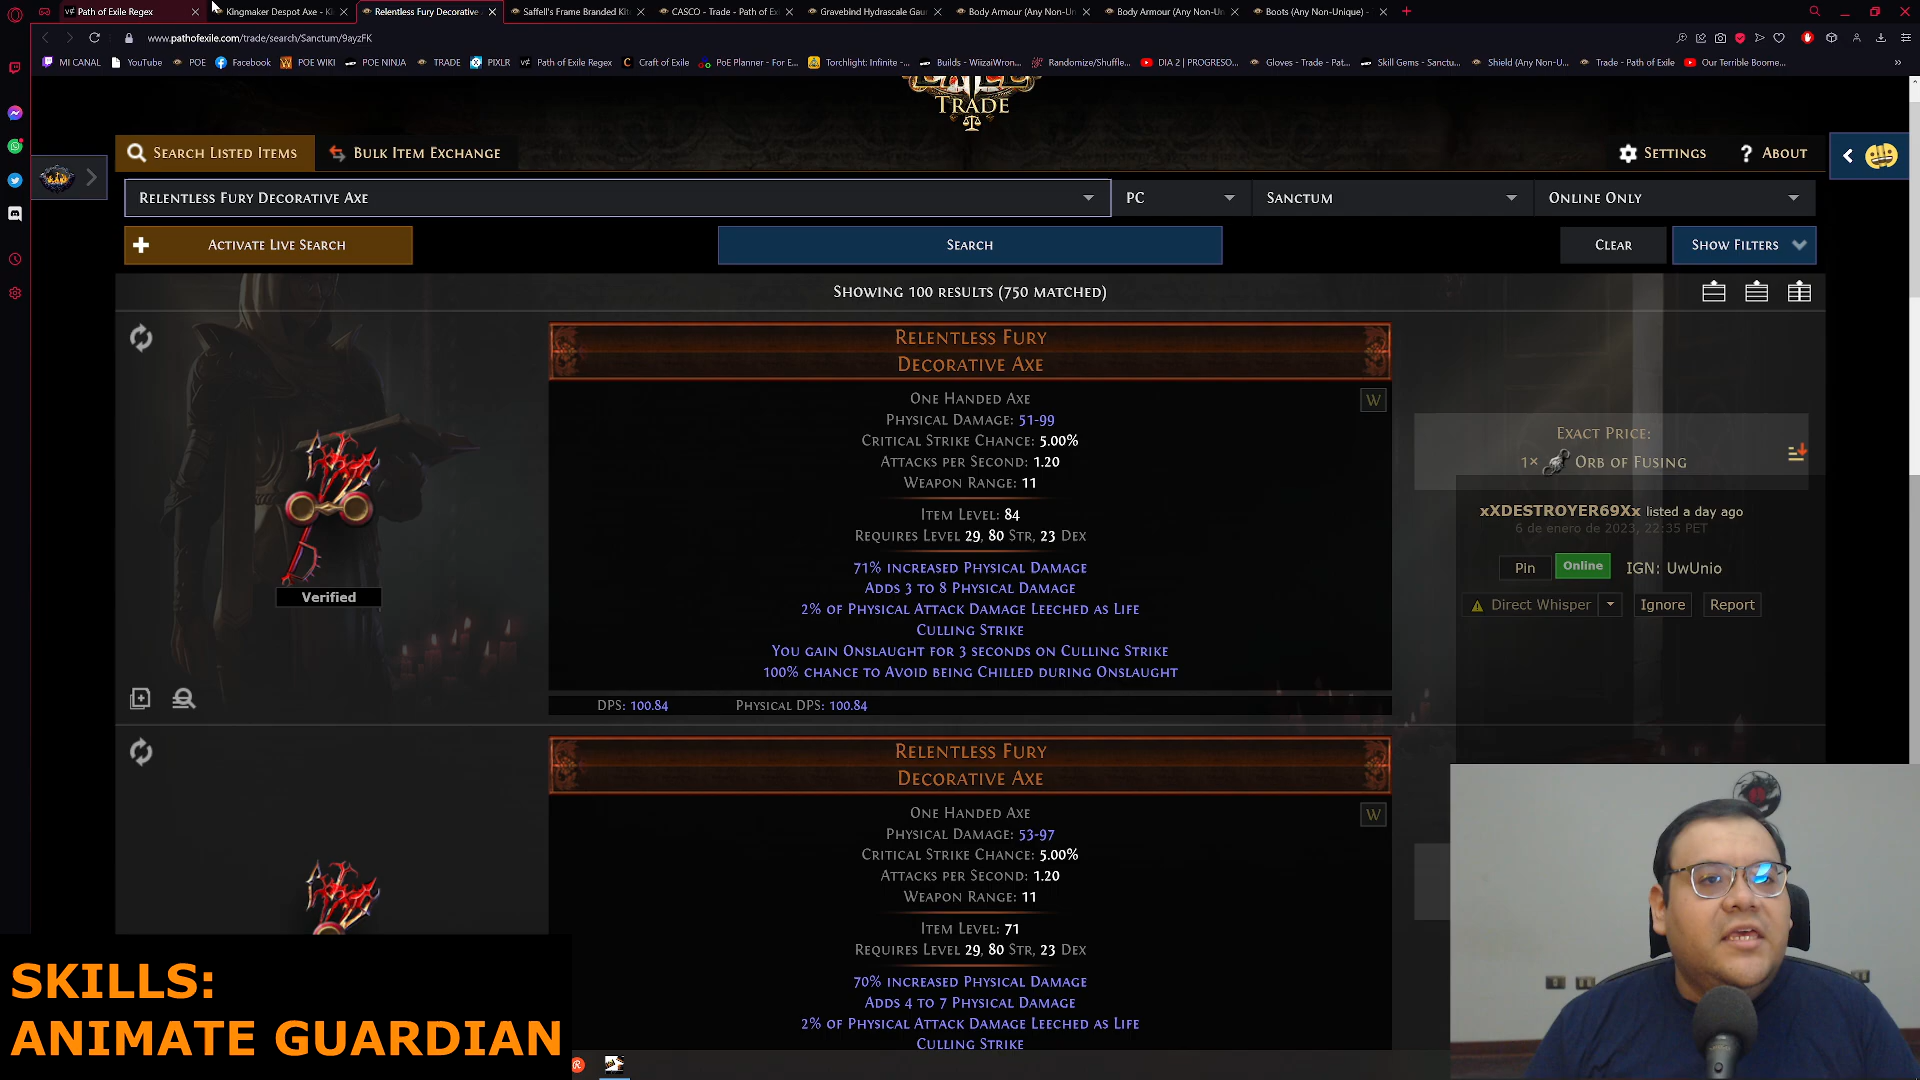 Path of Exile Regex
Kingmaker Despot Axe - Ki
Relentless Fury Decorative
Saffell's Frame Branded Kit
CASCO - Trade - Path of Ex
Gravebind Hydrascale Gau
Body Armour (Any Non-Un
Body Armour (Any Non-Un
Boots (Any Non-Unique) -
www.pathofexile.com/trade/search/Sanctum/9ayzFK
MI CANAL
YouTube
POE
Facebook
POE WIKI
POE NINJA
TRADE
PIXLR
Path of Exile Regex
Craft of Exile
PoE Planner - For E...
Torchlight: Infinite -...
Builds - WiizaiWron...
Randomize/Shuffle...
DIA 2 | PROGRESO...
Gloves - Trade - Pat...
Skill Gems - Sanctu...
Shield (Any Non-U...
Trade - Path of Exile
Our Terrible Boome...
TRADE
SEARCH LISTED ITEMS
BULK ITEM EXCHANGE
SETTINGS
? ABOUT
RELENTLESS FURY DECORATIVE AXE
PC
SANCTUM
ONLINE ONLY
ACTIVATE LIVE SEARCH
SEARCH
CLEAR
SHOW FILTERS
SHOWING 100 RESULTS (750 MATCHED)
RELENTLESS FURY
DECORATIVE AXE
W
ONE HANDED AXE
PHYSICAL DAMAGE: 51-99
CRITICAL STRIKE CHANCE: 5.00%
ATTACKS PER SECOND: 1.20
WEAPON RANGE: 11
ITEM LEVEL: 84
REQUIRES LEVEL 29, 80 STR, 23 DEX
71% INCREASED PHYSICAL DAMAGE
ADDS 3 TO 8 PHYSICAL DAMAGE
2% OF PHYSICAL ATTACK DAMAGE LEECHED AS LIFE
CULLING STRIKE
YOU GAIN ONSLAUGHT FOR 3 SECONDS ON CULLING STRIKE
100% CHANCE TO AVOID BEING CHILLED DURING ONSLAUGHT
DPS: 100.84 PHYSICAL DPS: 100.84
Verified
EXACT PRICE:
1× ORB OF FUSING
xXDESTROYER69Xx listed a day ago
6 de enero de 2023, 22:35 PET
Pin
Online
IGN: UwUnio
Direct Whisper
Ignore
Report
RELENTLESS FURY
DECORATIVE AXE
W
ONE HANDED AXE
PHYSICAL DAMAGE: 53-97
CRITICAL STRIKE CHANCE: 5.00%
ATTACKS PER SECOND: 1.20
WEAPON RANGE: 11
ITEM LEVEL: 71
REQUIRES LEVEL 29, 80 STR, 23 DEX
70% INCREASED PHYSICAL DAMAGE
ADDS 4 TO 7 PHYSICAL DAMAGE
2% OF PHYSICAL ATTACK DAMAGE LEECHED AS LIFE
CULLING STRIKE
SKILLS:
ANIMATE GUARDIAN